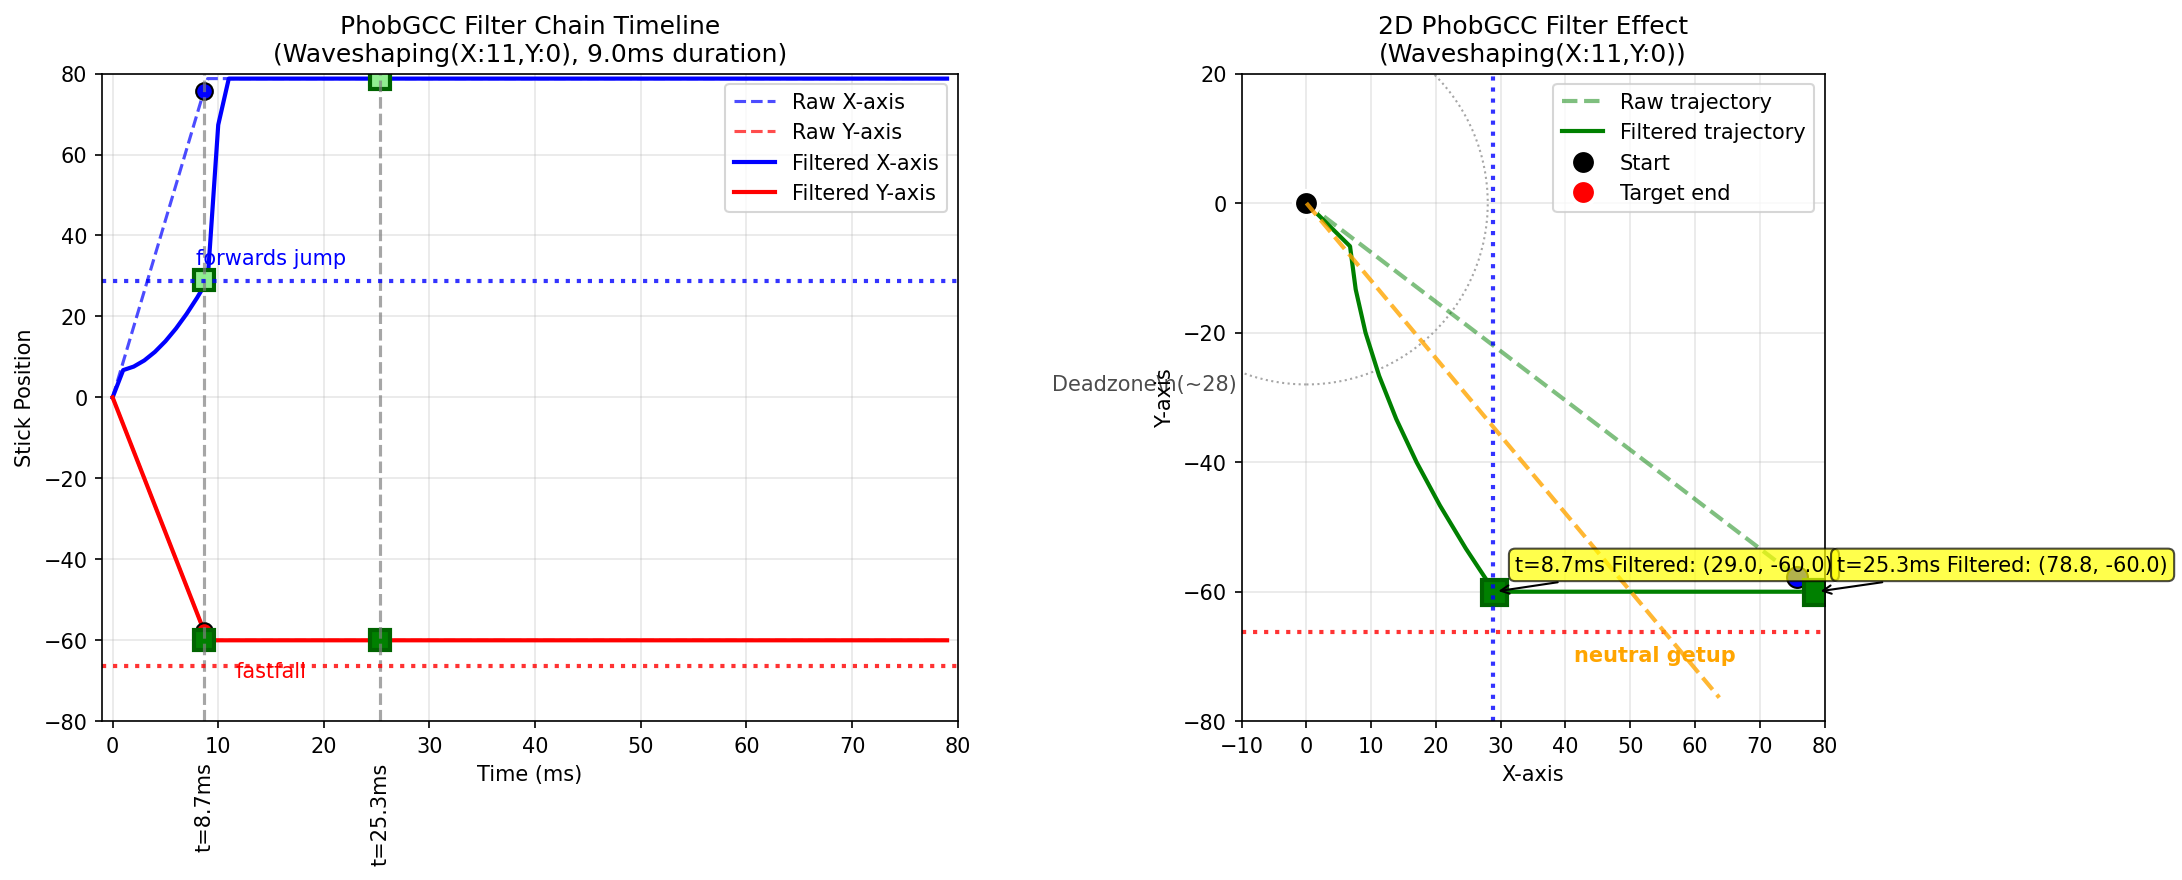 PhobGCC Filter Chain Timeline
(Waveshaping(X:11,Y:0), 9.0ms duration)
80
60
40
20
0
−20
−40
−60
−80
Stick Position
Raw X-axis
Raw Y-axis
Filtered X-axis
Filtered Y-axis
forwards jump
fastfall
0
10
20
30
40
50
60
70
80
Time (ms)
t=8.7ms
t=25.3ms
2D PhobGCC Filter Effect
(Waveshaping(X:11,Y:0))
20
0
−20
−40
−60
−80
Y-axis
Deadzone n(~28)
Raw trajectory
Filtered trajectory
Start
Target end
t=8.7ms Filtered: (29.0, -60.0)
t=25.3ms Filtered: (78.8, -60.0)
neutral getup
−10
0
10
20
30
40
50
60
70
80
X-axis